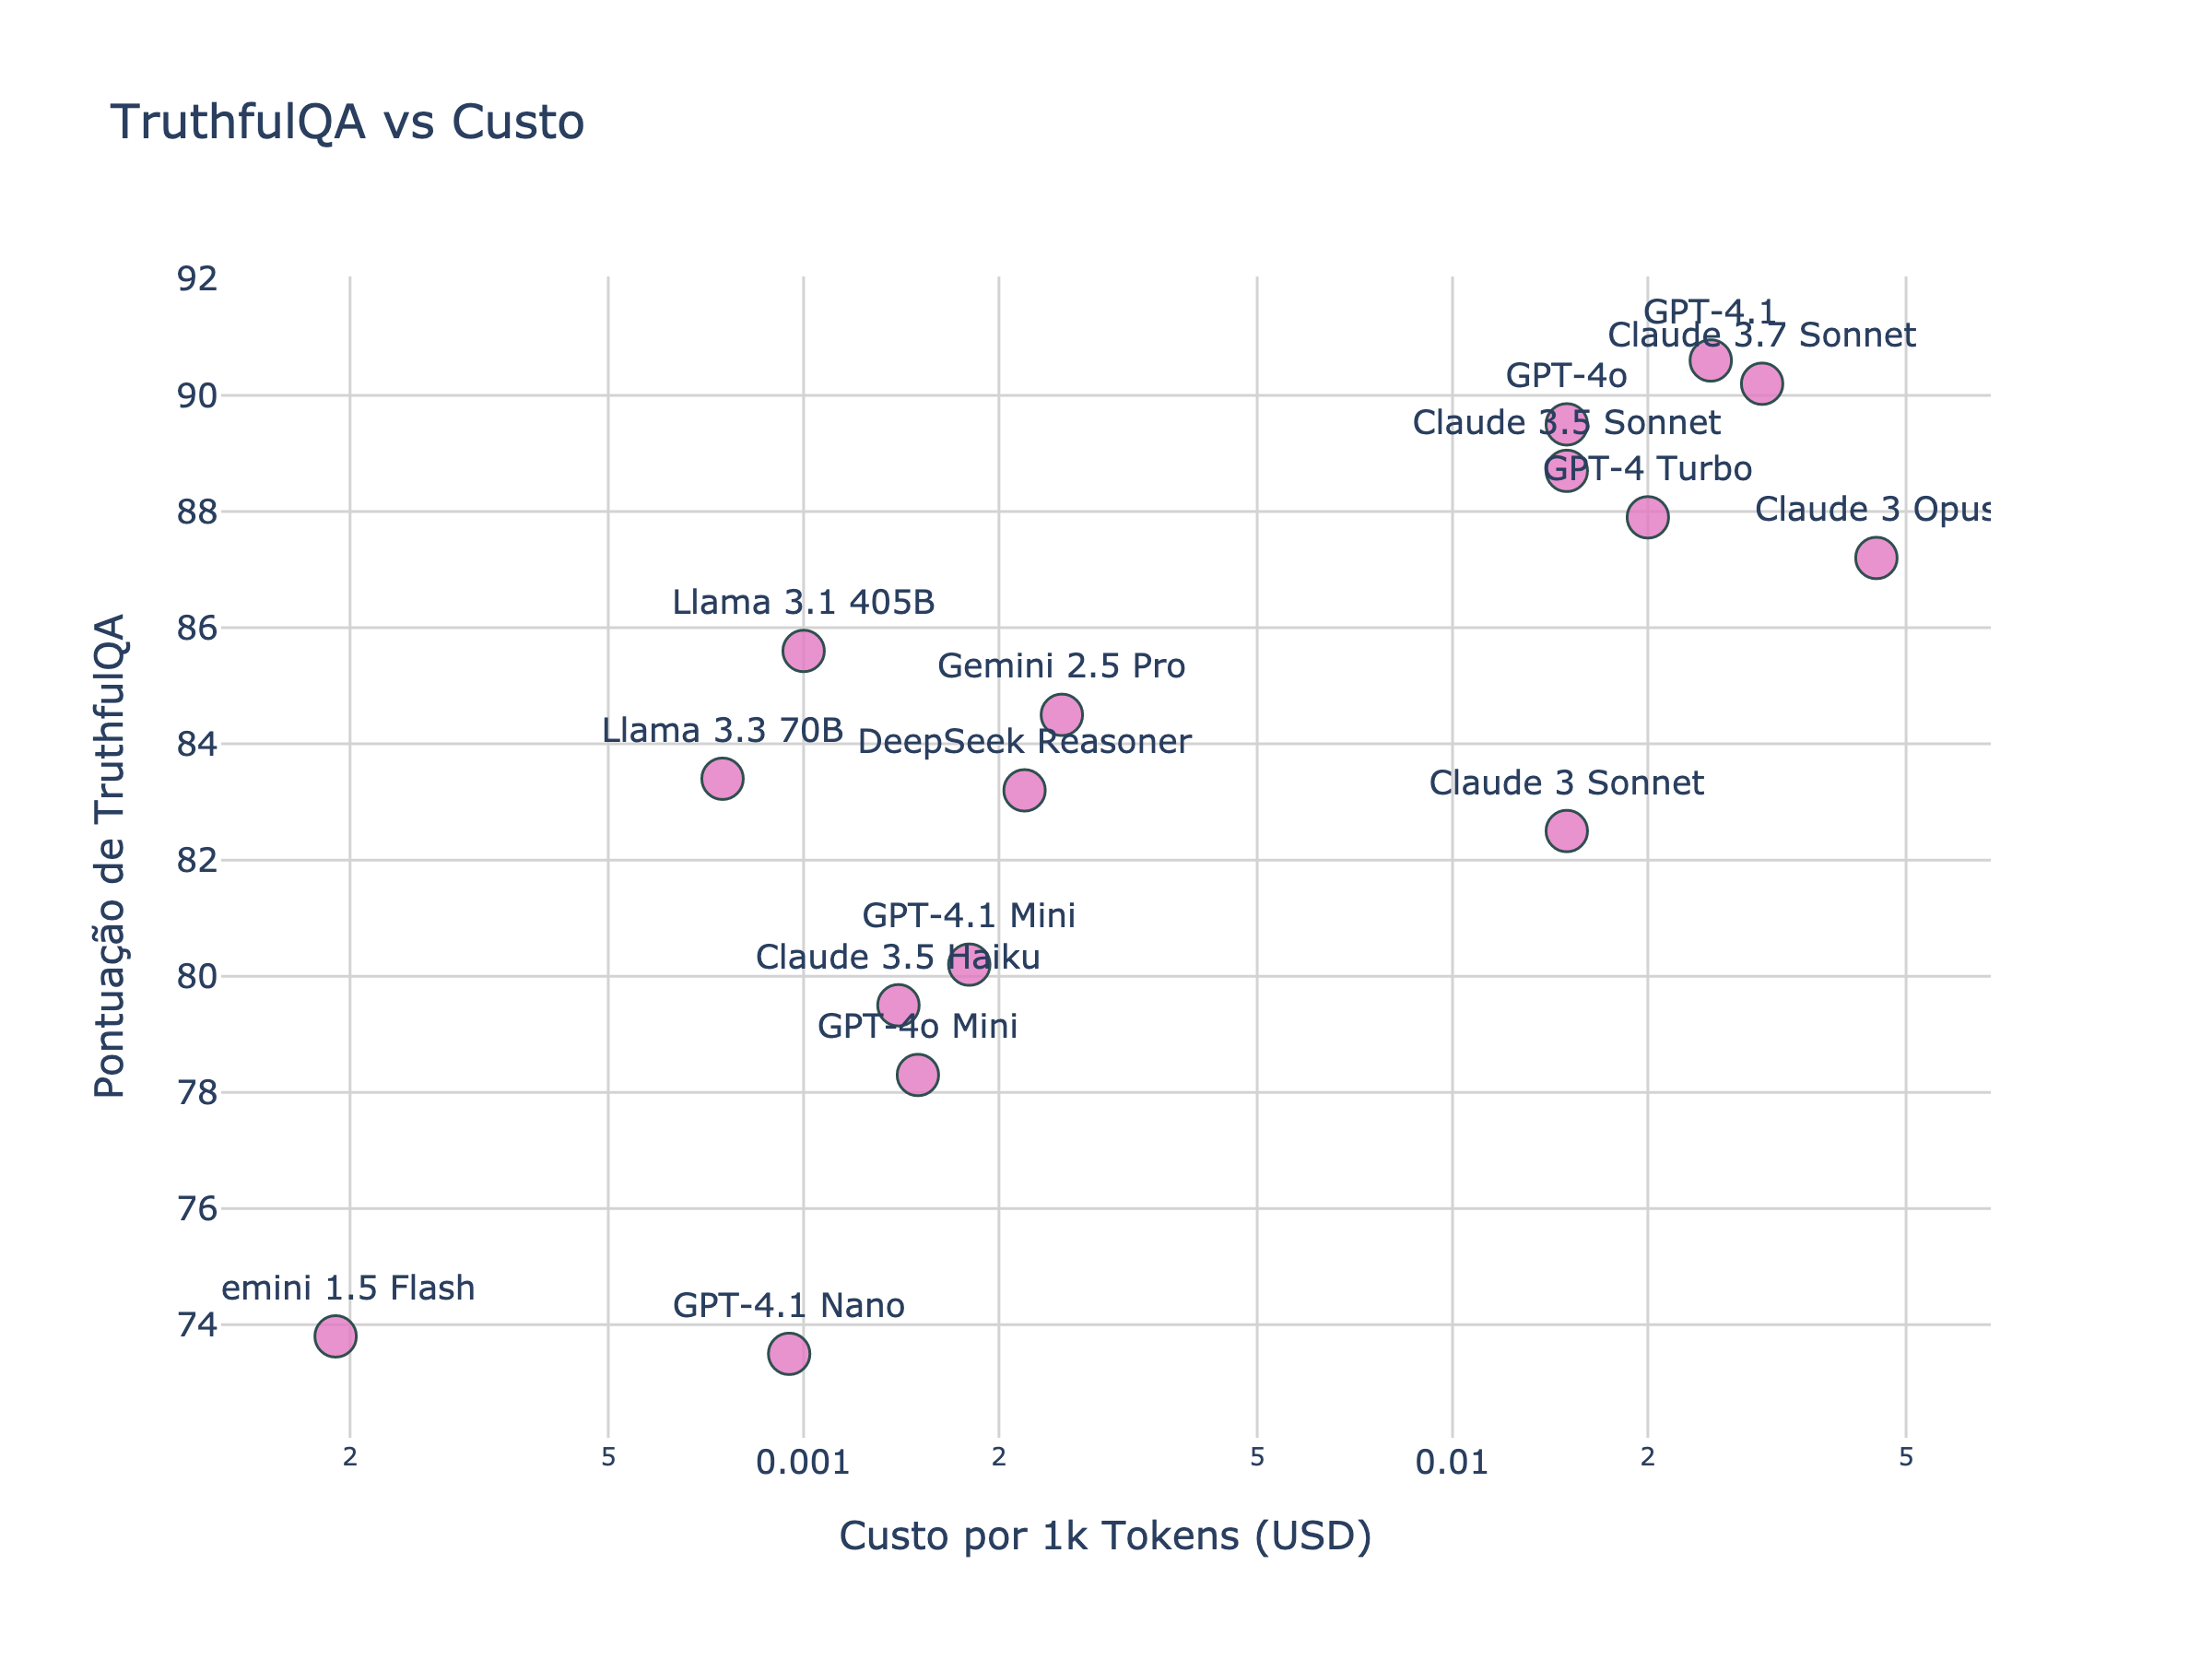 TruthfulQA vs Custo
92
90
88
86
84
82
80
78
76
74
Pontuação de TruthfulQA
GPT-4.1
Claude 3.7 Sonnet
GPT-4o
Claude 3.5 Sonnet
GPT-4 Turbo
Claude 3 Opus
Llama 3.1 405B
Gemini 2.5 Pro
Llama 3.3 70B
DeepSeek Reasoner
Claude 3 Sonnet
GPT-4.1 Mini
Claude 3.5 Haiku
GPT-4o Mini
emini 1.5 Flash
GPT-4.1 Nano
2 5 0.001 2 5 0.01 2 5
Custo por 1k Tokens (USD)